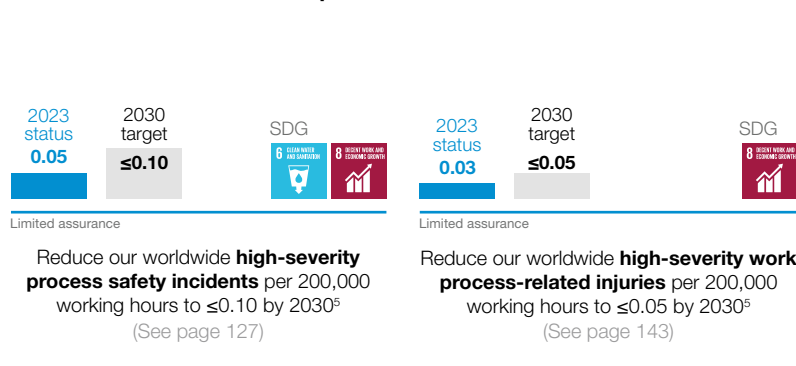 2023
status
0.05
2030
target
≤0.10
SDG
6 CLEAN WATER
AND SANITATION
8 DECENT WORK AND
ECONOMIC GROWTH
Limited assurance
Reduce our worldwide high-severity
process safety incidents per 200,000
working hours to ≤0.10 by 2030⁵
(See page 127)
2023
status
0.03
2030
target
≤0.05
SDG
8 DECENT WORK AND
ECONOMIC GROWTH
Limited assurance
Reduce our worldwide high-severity work
process-related injuries per 200,000
working hours to ≤0.05 by 2030⁵
(See page 143)